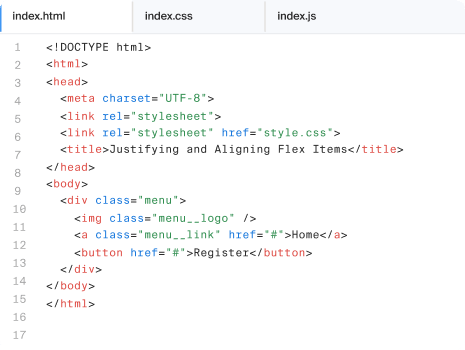 index.html index.css index.js
1 <!DOCTYPE html>
2 <html>
3 <head>
4 <meta charset="UTF-8">
5 <link rel="stylesheet">
6 <link rel="stylesheet" href="style.css">
7 <title>Justifying and Aligning Flex Items</title>
8 </head>
9 <body>
10 <div class="menu">
11 <img class="menu__logo" />
12 <a class="menu__link" href="#">Home</a>
13 <button href="#">Register</button>
14 </div>
15 </body>
16 </html>
17